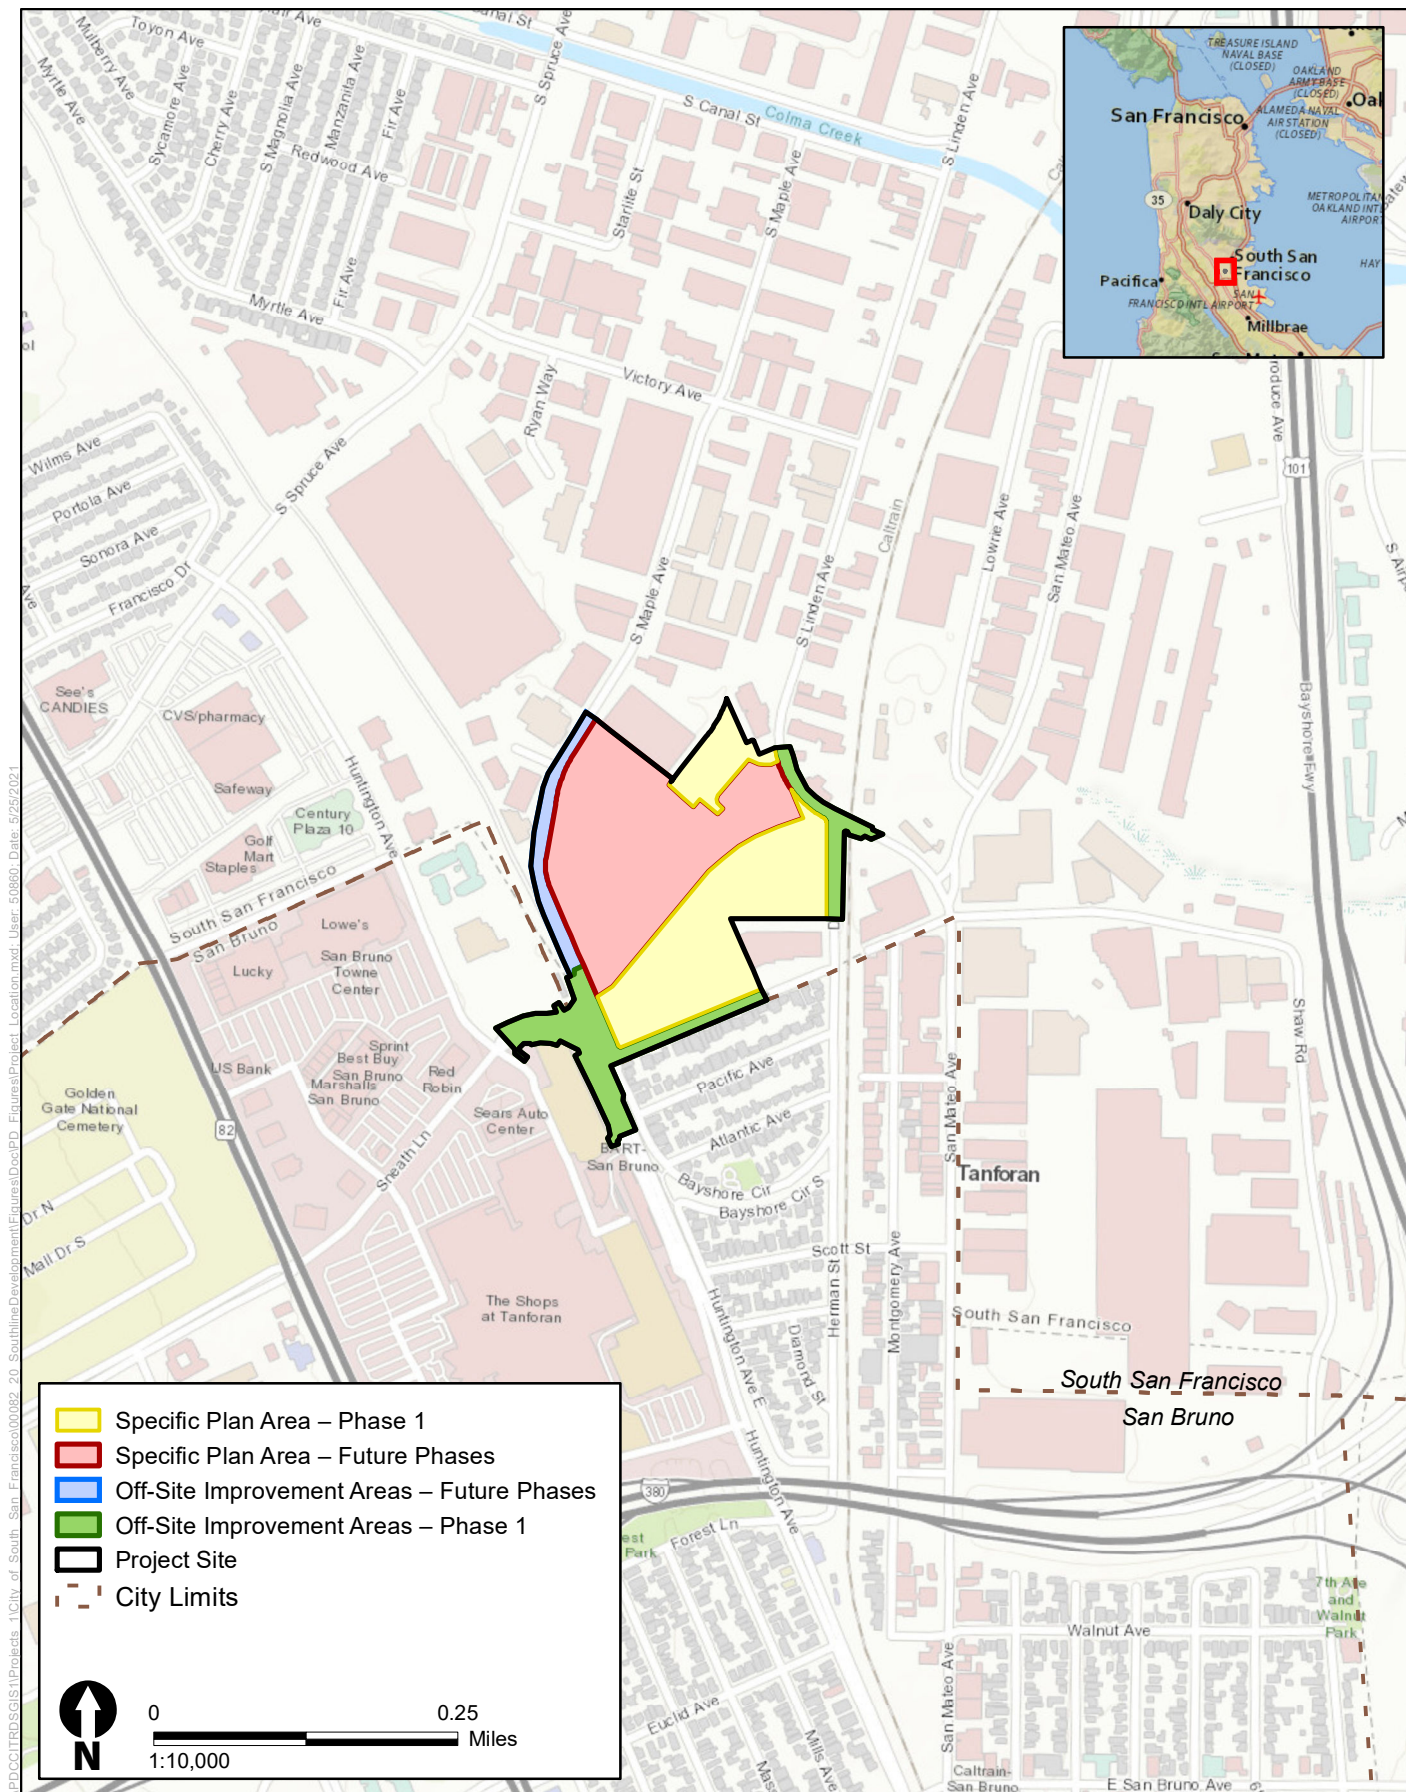 Canal St
Toyon Ave
Mulberry Ave
Myrtle Ave
Sycamore Ave
Cherry Ave
S Magnolia Ave
Manzanita Ave
Fir Ave
Redwood Ave
Fir Ave
Myrtle Ave
S Spruce Ave
S Canal St
Colma Creek
S Linden Ave
Starlite St
S Maple Ave
TREASURE ISLAND
NAVAL BASE
(CLOSED)
OAKLAND
ARMY BASE
(CLOSED)
San Francisco
ALAMEDA NAVAL
AIR STATION
(CLOSED)
35
Daly City
METROPOLITAN
OAKLAND INT
AIRPORT
South San
Francisco
Pacifica
SAN
FRANCISCO INTL AIRPORT
Millbrae
HAY
Victory Ave
Ryan Way
Wilms Ave
Portola Ave
Sonora Ave
Francisco Dr
S Spruce Ave
Caltrain
Lowrie Ave
San Mateo Ave
101
S Maple Ave
S Linden Ave
Bayshore Fwy
See's
CANDIES
CVS/pharmacy
Safeway
Huntington Ave
Century
Plaza 10
Golf
Mart
Staples
South San Francisco
San Bruno
Lowe's
Lucky
San Bruno
Towne
Center
Sprint
Best Buy
San Bruno
Marshalls
San Bruno
US Bank
Red
Robin
Sears Auto
Center
Sneath Ln
Golden
Gate National
Cemetery
82
Dr N
Mall Dr S
BART-
San Bruno
Pacific Ave
Atlantic Ave
Bayshore Cir
Bayshore Cir S
San Mateo Ave
Tanforan
Shaw Rd
Scott St
Herman St
Montgomery Ave
Diamond St
Huntington Ave E
The Shops
at Tanforan
South San Francisco
South San Francisco
San Bruno
Huntington Ave
380
Forest Ln
Park
7th Ave
and
Walnut
Park
Walnut Ave
San Mateo Ave
Euclid Ave
Mills Ave
Caltrain-
San Bruno
E San Bruno Ave
Specific Plan Area – Phase 1
Specific Plan Area – Future Phases
Off-Site Improvement Areas – Future Phases
Off-Site Improvement Areas – Phase 1
Project Site
City Limits
N
0 0.25
Miles
1:10,000